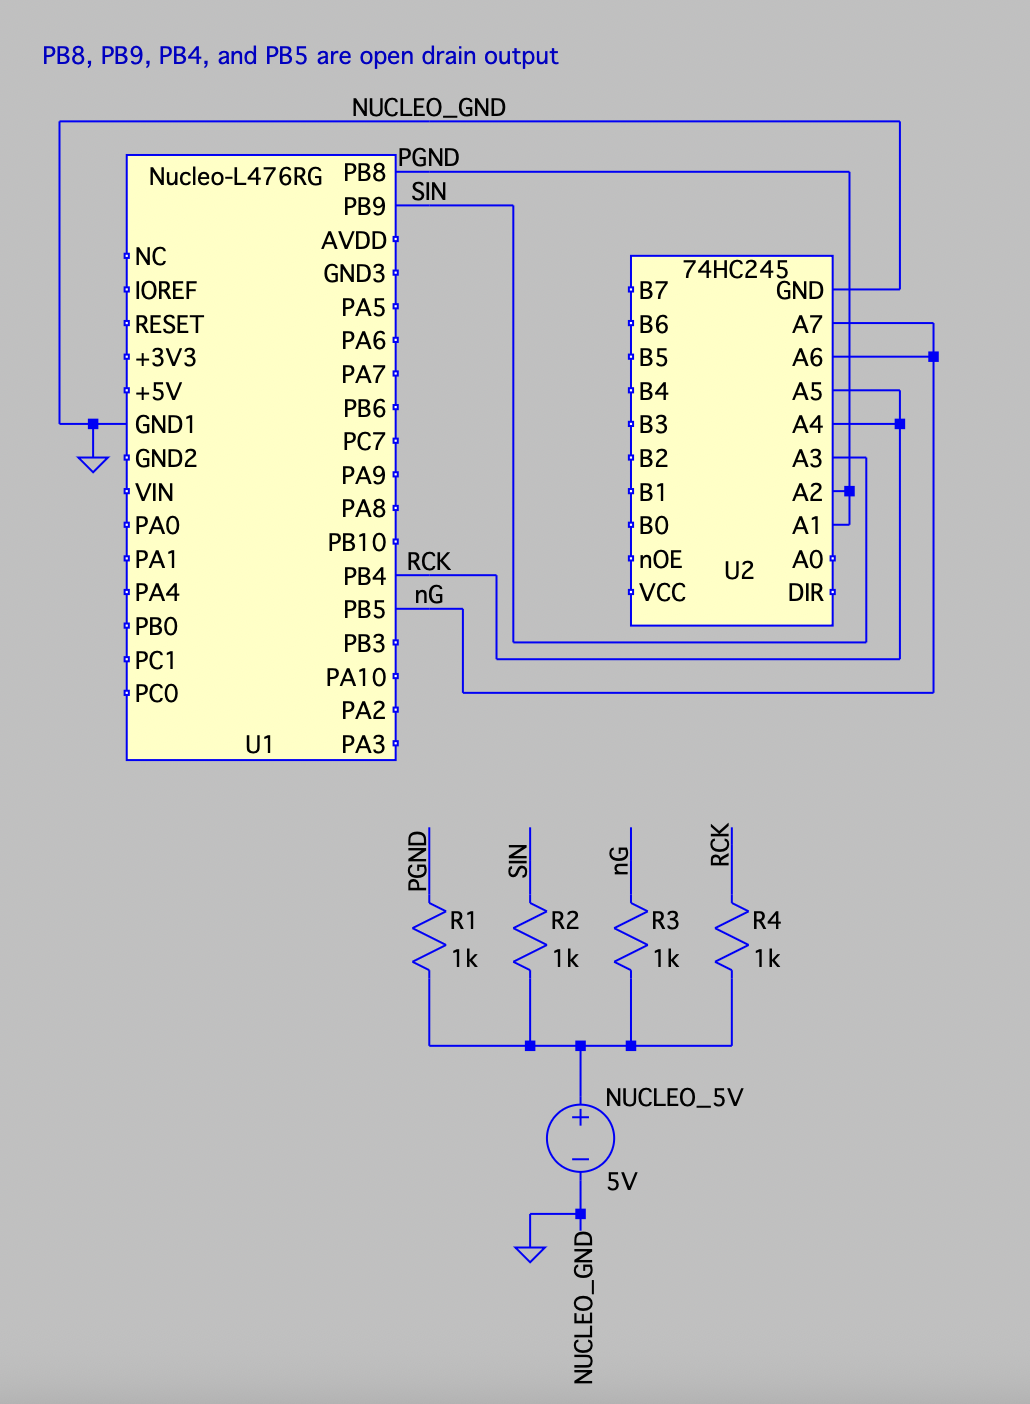 PB8, PB9, PB4, and PB5 are open drain output
NUCLEO_GND
Nucleo-L476RG
PB8
PGND
PB9
SIN
AVDD
GND3
PA5
PA6
PA7
PB6
PC7
PA9
PA8
PB10
PB4
RCK
PB5
nG
PB3
PA10
PA2
PA3
NC
IOREF
RESET
+3V3
+5V
GND1
GND2
VIN
PA0
PA1
PA4
PB0
PC1
PC0
U1
74HC245
B7
B6
B5
B4
B3
B2
B1
B0
nOE
VCC
GND
A7
A6
A5
A4
A3
A2
A1
A0
DIR
U2
PGND
R1
1k
SIN
R2
1k
nG
R3
1k
RCK
R4
1k
NUCLEO_5V
+
−
5V
NUCLEO_GND